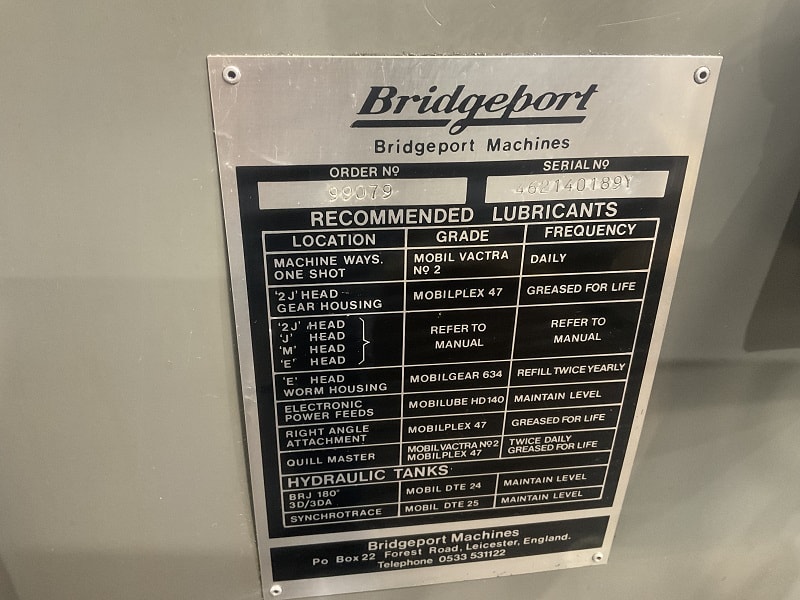 Bridgeport
Bridgeport Machines
ORDER Nº SERIAL Nº
99079 462140189Y
RECOMMENDED LUBRICANTS
LOCATION GRADE FREQUENCY
MACHINE WAYS. ONE SHOT MOBIL VACTRA Nº 2 DAILY
'2J' HEAD GEAR HOUSING MOBILPLEX 47 GREASED FOR LIFE
'2J' HEAD
'J' HEAD
'M' HEAD
'E' HEAD
REFER TO MANUAL REFER TO MANUAL
'E' HEAD WORM HOUSING MOBILGEAR 634 REFILL TWICE YEARLY
ELECTRONIC POWER FEEDS MOBILUBE HD140 MAINTAIN LEVEL
RIGHT ANGLE ATTACHMENT MOBILPLEX 47 GREASED FOR LIFE
QUILL MASTER MOBILVACTRA Nº2 MOBILPLEX 47 TWICE DAILY GREASED FOR LIFE
HYDRAULIC TANKS
BRJ 180° 3D/3DA MOBIL DTE 24 MAINTAIN LEVEL
SYNCHROTRACE MOBIL DTE 25 MAINTAIN LEVEL
Bridgeport Machines
Po Box 22 Forest Road, Leicester, England.
Telephone 0533 531122